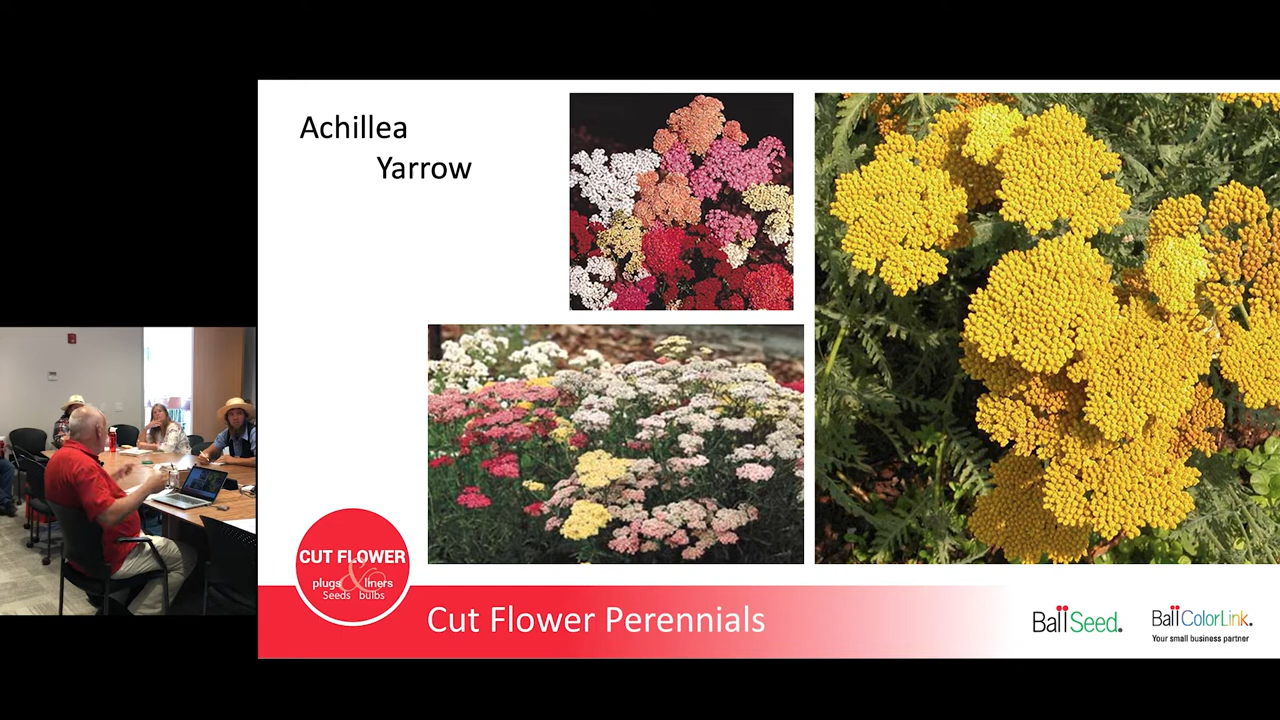 Achillea
Yarrow
CUT FLOWER
plugs & liners
Seeds bulbs
Cut Flower Perennials
Ball Seed.
Ball ColorLink.
Your small business partner